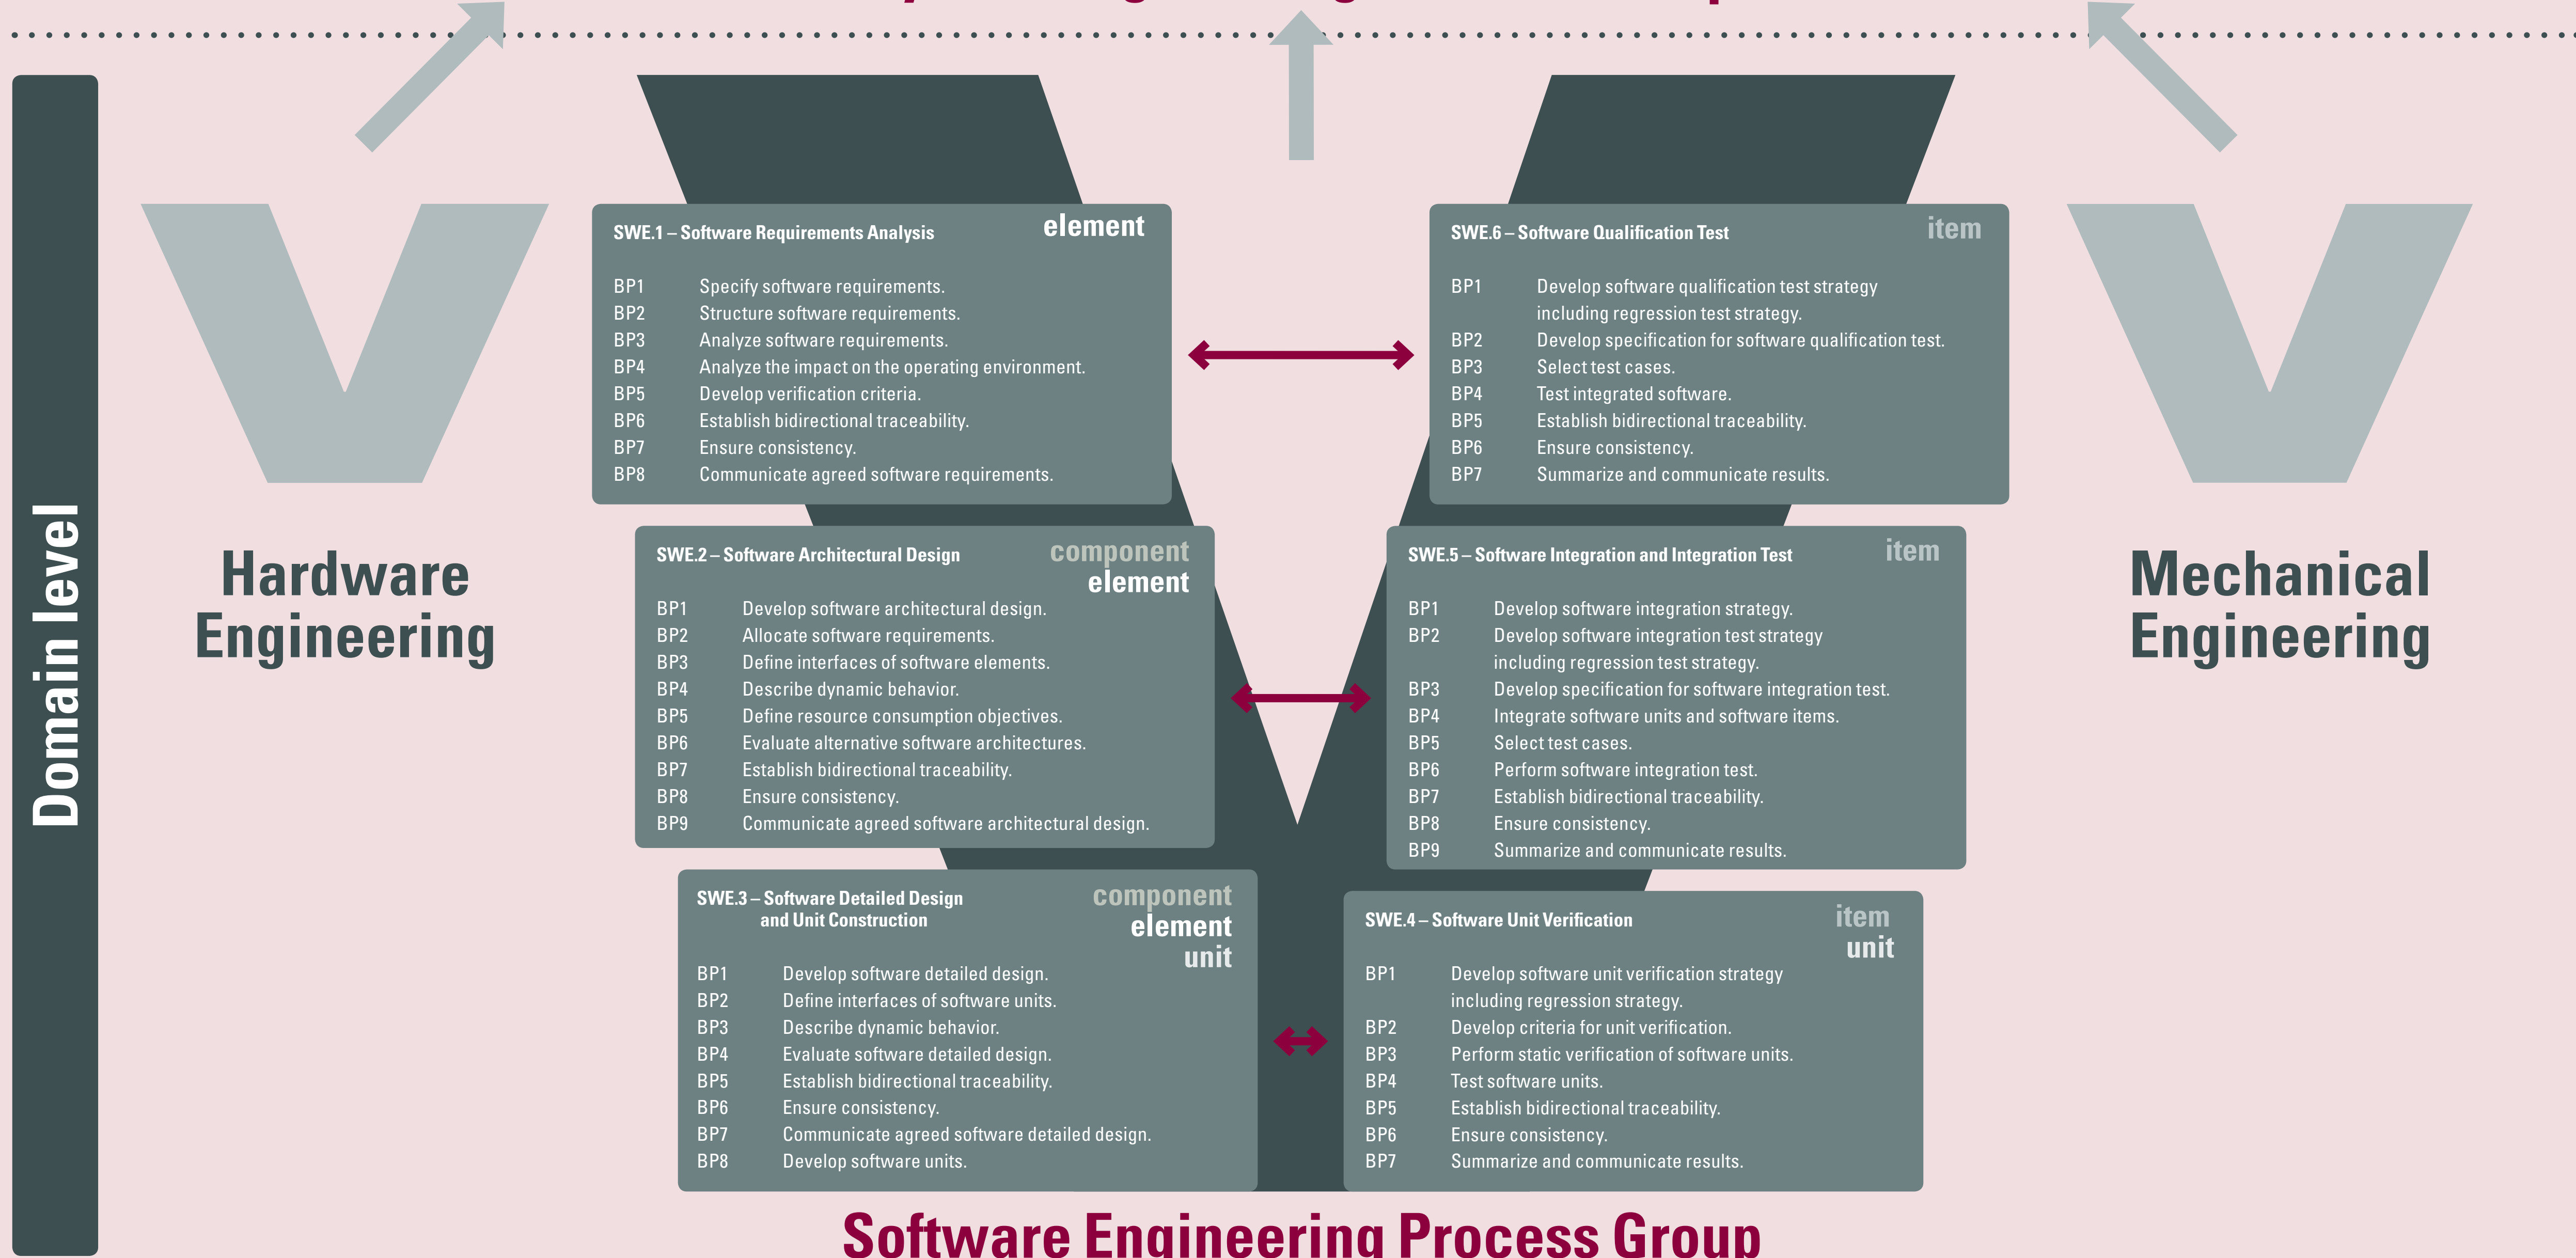 Domain level
Hardware
Engineering
SWE.1 – Software Requirements Analysis
element
BP1 Specify software requirements.
BP2 Structure software requirements.
BP3 Analyze software requirements.
BP4 Analyze the impact on the operating environment.
BP5 Develop verification criteria.
BP6 Establish bidirectional traceability.
BP7 Ensure consistency.
BP8 Communicate agreed software requirements.
SWE.6 – Software Qualification Test
item
BP1 Develop software qualification test strategy
including regression test strategy.
BP2 Develop specification for software qualification test.
BP3 Select test cases.
BP4 Test integrated software.
BP5 Establish bidirectional traceability.
BP6 Ensure consistency.
BP7 Summarize and communicate results.
SWE.2 – Software Architectural Design
component
element
BP1 Develop software architectural design.
BP2 Allocate software requirements.
BP3 Define interfaces of software elements.
BP4 Describe dynamic behavior.
BP5 Define resource consumption objectives.
BP6 Evaluate alternative software architectures.
BP7 Establish bidirectional traceability.
BP8 Ensure consistency.
BP9 Communicate agreed software architectural design.
SWE.5 – Software Integration and Integration Test
item
BP1 Develop software integration strategy.
BP2 Develop software integration test strategy
including regression test strategy.
BP3 Develop specification for software integration test.
BP4 Integrate software units and software items.
BP5 Select test cases.
BP6 Perform software integration test.
BP7 Establish bidirectional traceability.
BP8 Ensure consistency.
BP9 Summarize and communicate results.
SWE.3 – Software Detailed Design
and Unit Construction
component
element
unit
BP1 Develop software detailed design.
BP2 Define interfaces of software units.
BP3 Describe dynamic behavior.
BP4 Evaluate software detailed design.
BP5 Establish bidirectional traceability.
BP6 Ensure consistency.
BP7 Communicate agreed software detailed design.
BP8 Develop software units.
SWE.4 – Software Unit Verification
item
unit
BP1 Develop software unit verification strategy
including regression strategy.
BP2 Develop criteria for unit verification.
BP3 Perform static verification of software units.
BP4 Test software units.
BP5 Establish bidirectional traceability.
BP6 Ensure consistency.
BP7 Summarize and communicate results.
Mechanical
Engineering
Software Engineering Process Group